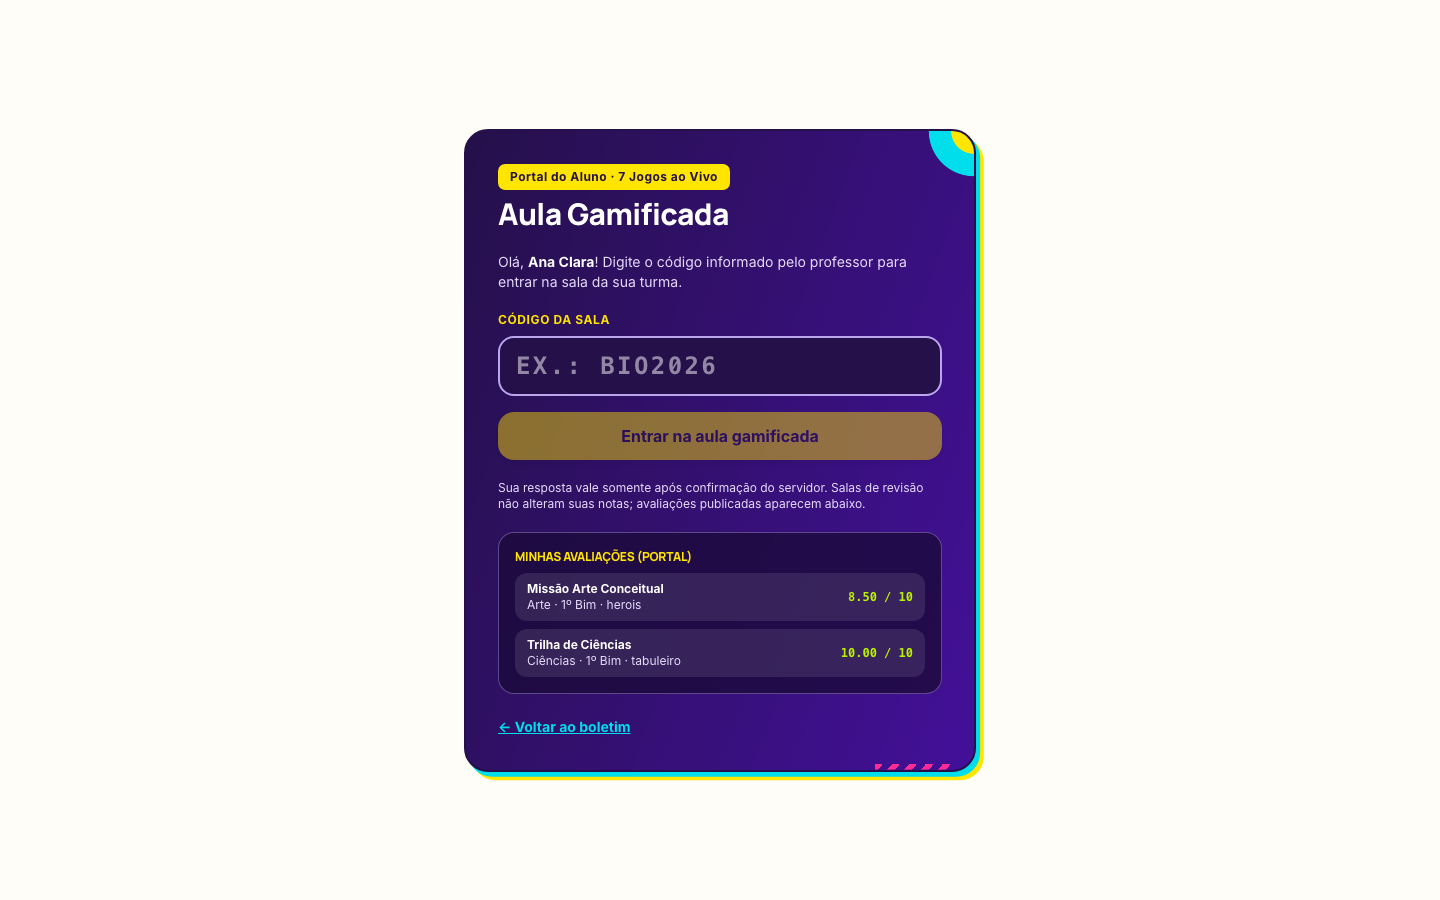 Portal do Aluno · 7 Jogos ao Vivo
Aula Gamificada
Olá, Ana Clara! Digite o código informado pelo professor para
entrar na sala da sua turma.
CÓDIGO DA SALA
EX.: BIO2026
Entrar na aula gamificada
Sua resposta vale somente após confirmação do servidor. Salas de revisão
não alteram suas notas; avaliações publicadas aparecem abaixo.
MINHAS AVALIAÇÕES (PORTAL)
Missão Arte Conceitual
Arte · 1º Bim · herois
8.50 / 10
Trilha de Ciências
Ciências · 1º Bim · tabuleiro
10.00 / 10
← Voltar ao boletim